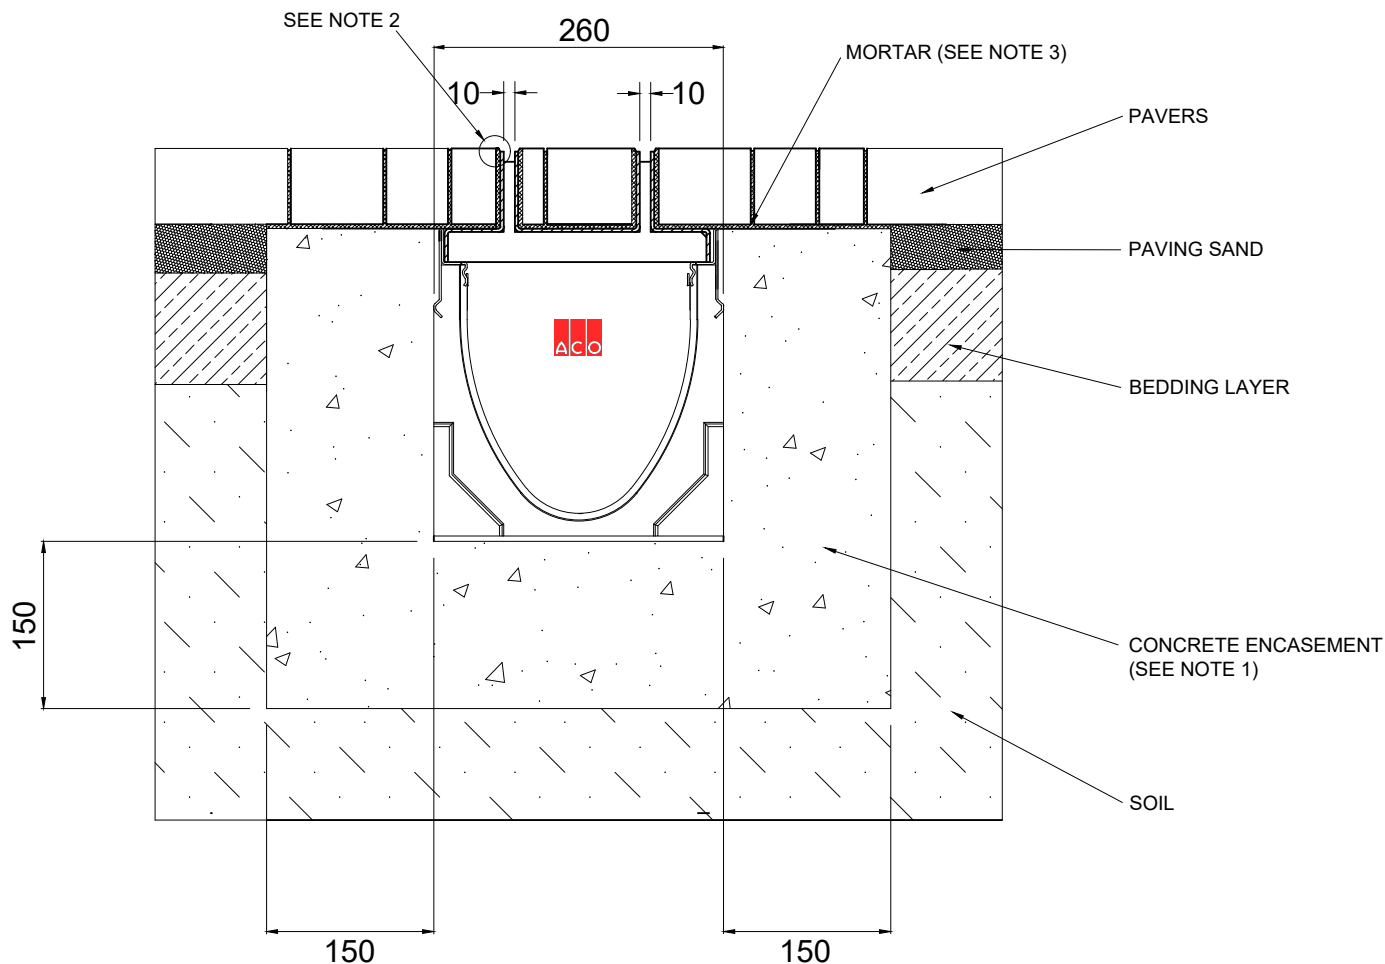 SEE NOTE 2
260
MORTAR (SEE NOTE 3)
10
10
PAVERS
PAVING SAND
ACO
BEDDING LAYER
150
CONCRETE ENCASEMENT
(SEE NOTE 1)
SOIL
150
150